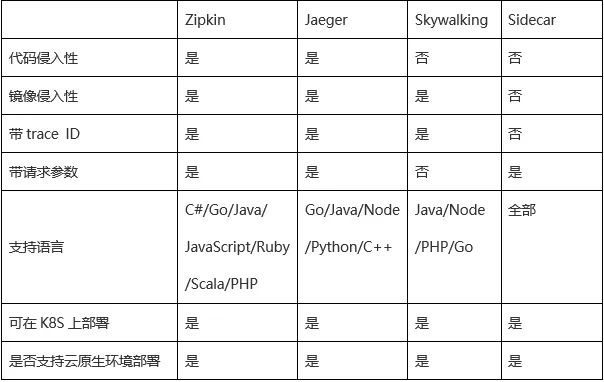 Zipkin Jaeger Skywalking Sidecar
代码侵入性 是 是 否 否
镜像侵入性 是 是 是 否
带 trace ID 是 是 是 否
带请求参数 是 是 否 是
支持语言
C#/Go/Java/
JavaScript/Ruby
/Scala/PHP
Go/Java/Node
/Python/C++
Java/Node
/PHP/Go
全部
可在 K8S 上部署 是 是 是 是
是否支持云原生环境部署 是 是 是 是